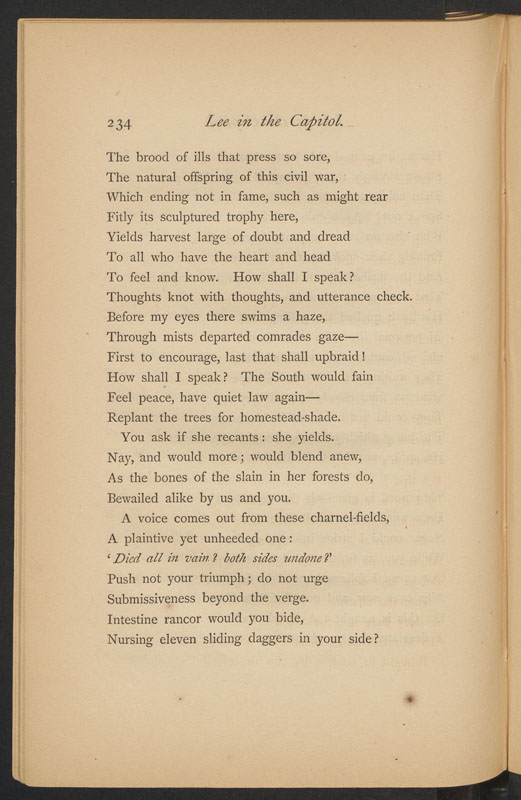 234 Lee in the Capitol.
The brood of ills that press so sore,
The natural offspring of this civil war,
Which ending not in fame, such as might rear
Fitly its sculptured trophy here,
Yields harvest large of doubt and dread
To all who have the heart and head
To feel and know. How shall I speak?
Thoughts knot with thoughts, and utterance check.
Before my eyes there swims a haze,
Through mists departed comrades gaze—
First to encourage, last that shall upbraid!
How shall I speak? The South would fain
Feel peace, have quiet law again—
Replant the trees for homestead-shade.
You ask if she recants: she yields.
Nay, and would more; would blend anew,
As the bones of the slain in her forests do,
Bewailed alike by us and you.
A voice comes out from these charnel-fields,
A plaintive yet unheeded one:
‘Died all in vain? both sides undone?’
Push not your triumph; do not urge
Submissiveness beyond the verge.
Intestine rancor would you bide,
Nursing eleven sliding daggers in your side?